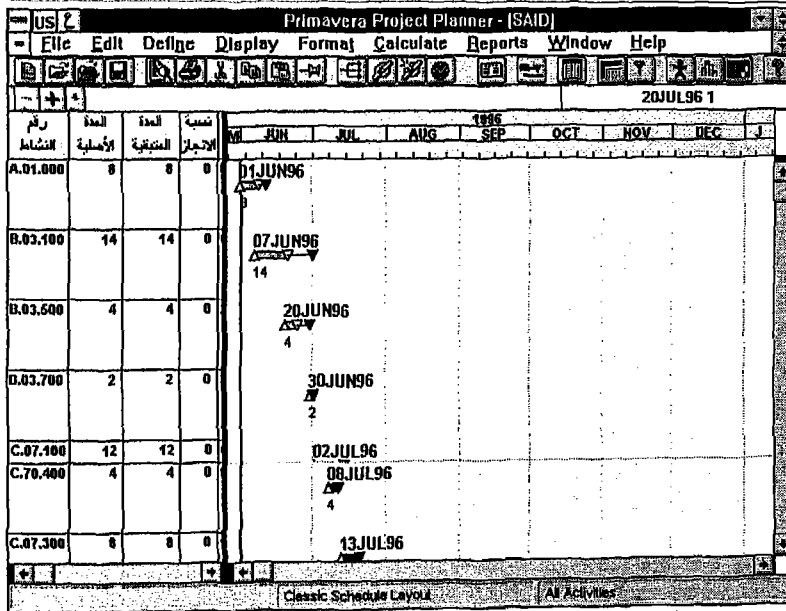 US
Primavera Project Planner - [SAID]
File Edit Define Display Format Calculate Reports Window Help
20JUL96 1
رقم النشاط
المدة الأصلية
المدة المتبقية
نسبة الانجاز
1996
M JUN JUL AUG SEP OCT NOV DEC J
A.01.000 8 8 0 01JUN96
8
B.03.100 14 14 0 07JUN96
14
B.03.500 4 4 0 20JUN96
4
D.03.700 2 2 0 30JUN96
2
C.07.100 12 12 0 02JUL96
C.70.400 4 4 0 08JUL96
4
C.07.300 8 8 0 13JUL96
Classic Schedule Layout All Activities